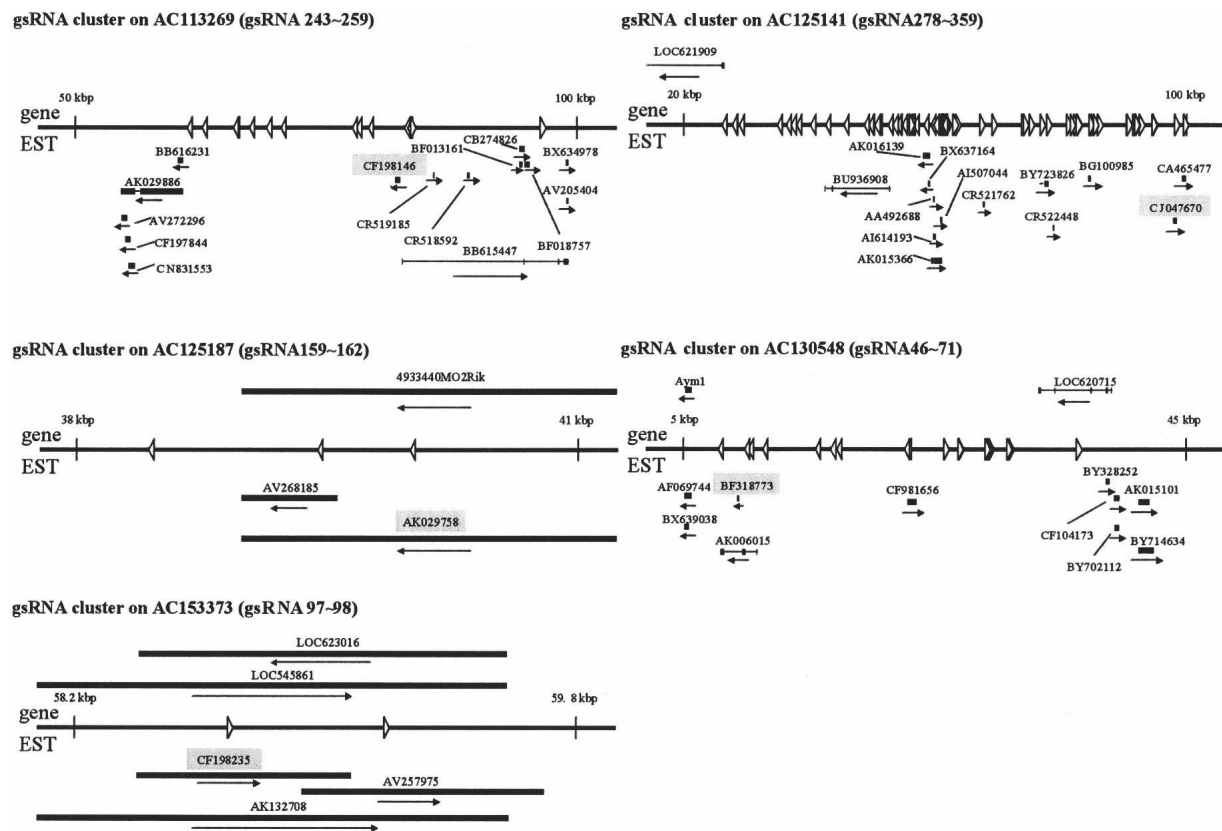 gsRNA cluster on AC113269 (gsRNA 243~259)
50 kbp
100 kbp
gene
EST
BB616231
AK029886
AV272296
CF197844
CN831553
CF198146
BF013161
CB274826
BX634978
AV205404
CR519185
CR518592
BF018757
BB615447
gsRNA cluster on AC125141 (gsRNA278~359)
LOC621909
20 kbp
100 kbp
gene
EST
AK016139
BX637164
BU936908
AI507044
AA492688
CR521762
BY723826
BG100985
CA465477
CJ047670
CR522448
AI614193
AK015366
gsRNA cluster on AC125187 (gsRNA159~162)
4933440MO2Rik
38 kbp
41 kbp
gene
EST
AV268185
AK029758
gsRNA cluster on AC130548 (gsRNA46~71)
Aym1
LOC620715
5 kbp
45 kbp
gene
EST
AF069744
BF318773
CF981656
BY328252
AK015101
BX639038
AK006015
CF104173
BY714634
BY702112
gsRNA cluster on AC153373 (gsRNA 97~98)
LOC623016
LOC545861
58.2 kbp
59. 8 kbp
gene
EST
CF198235
AV257975
AK132708